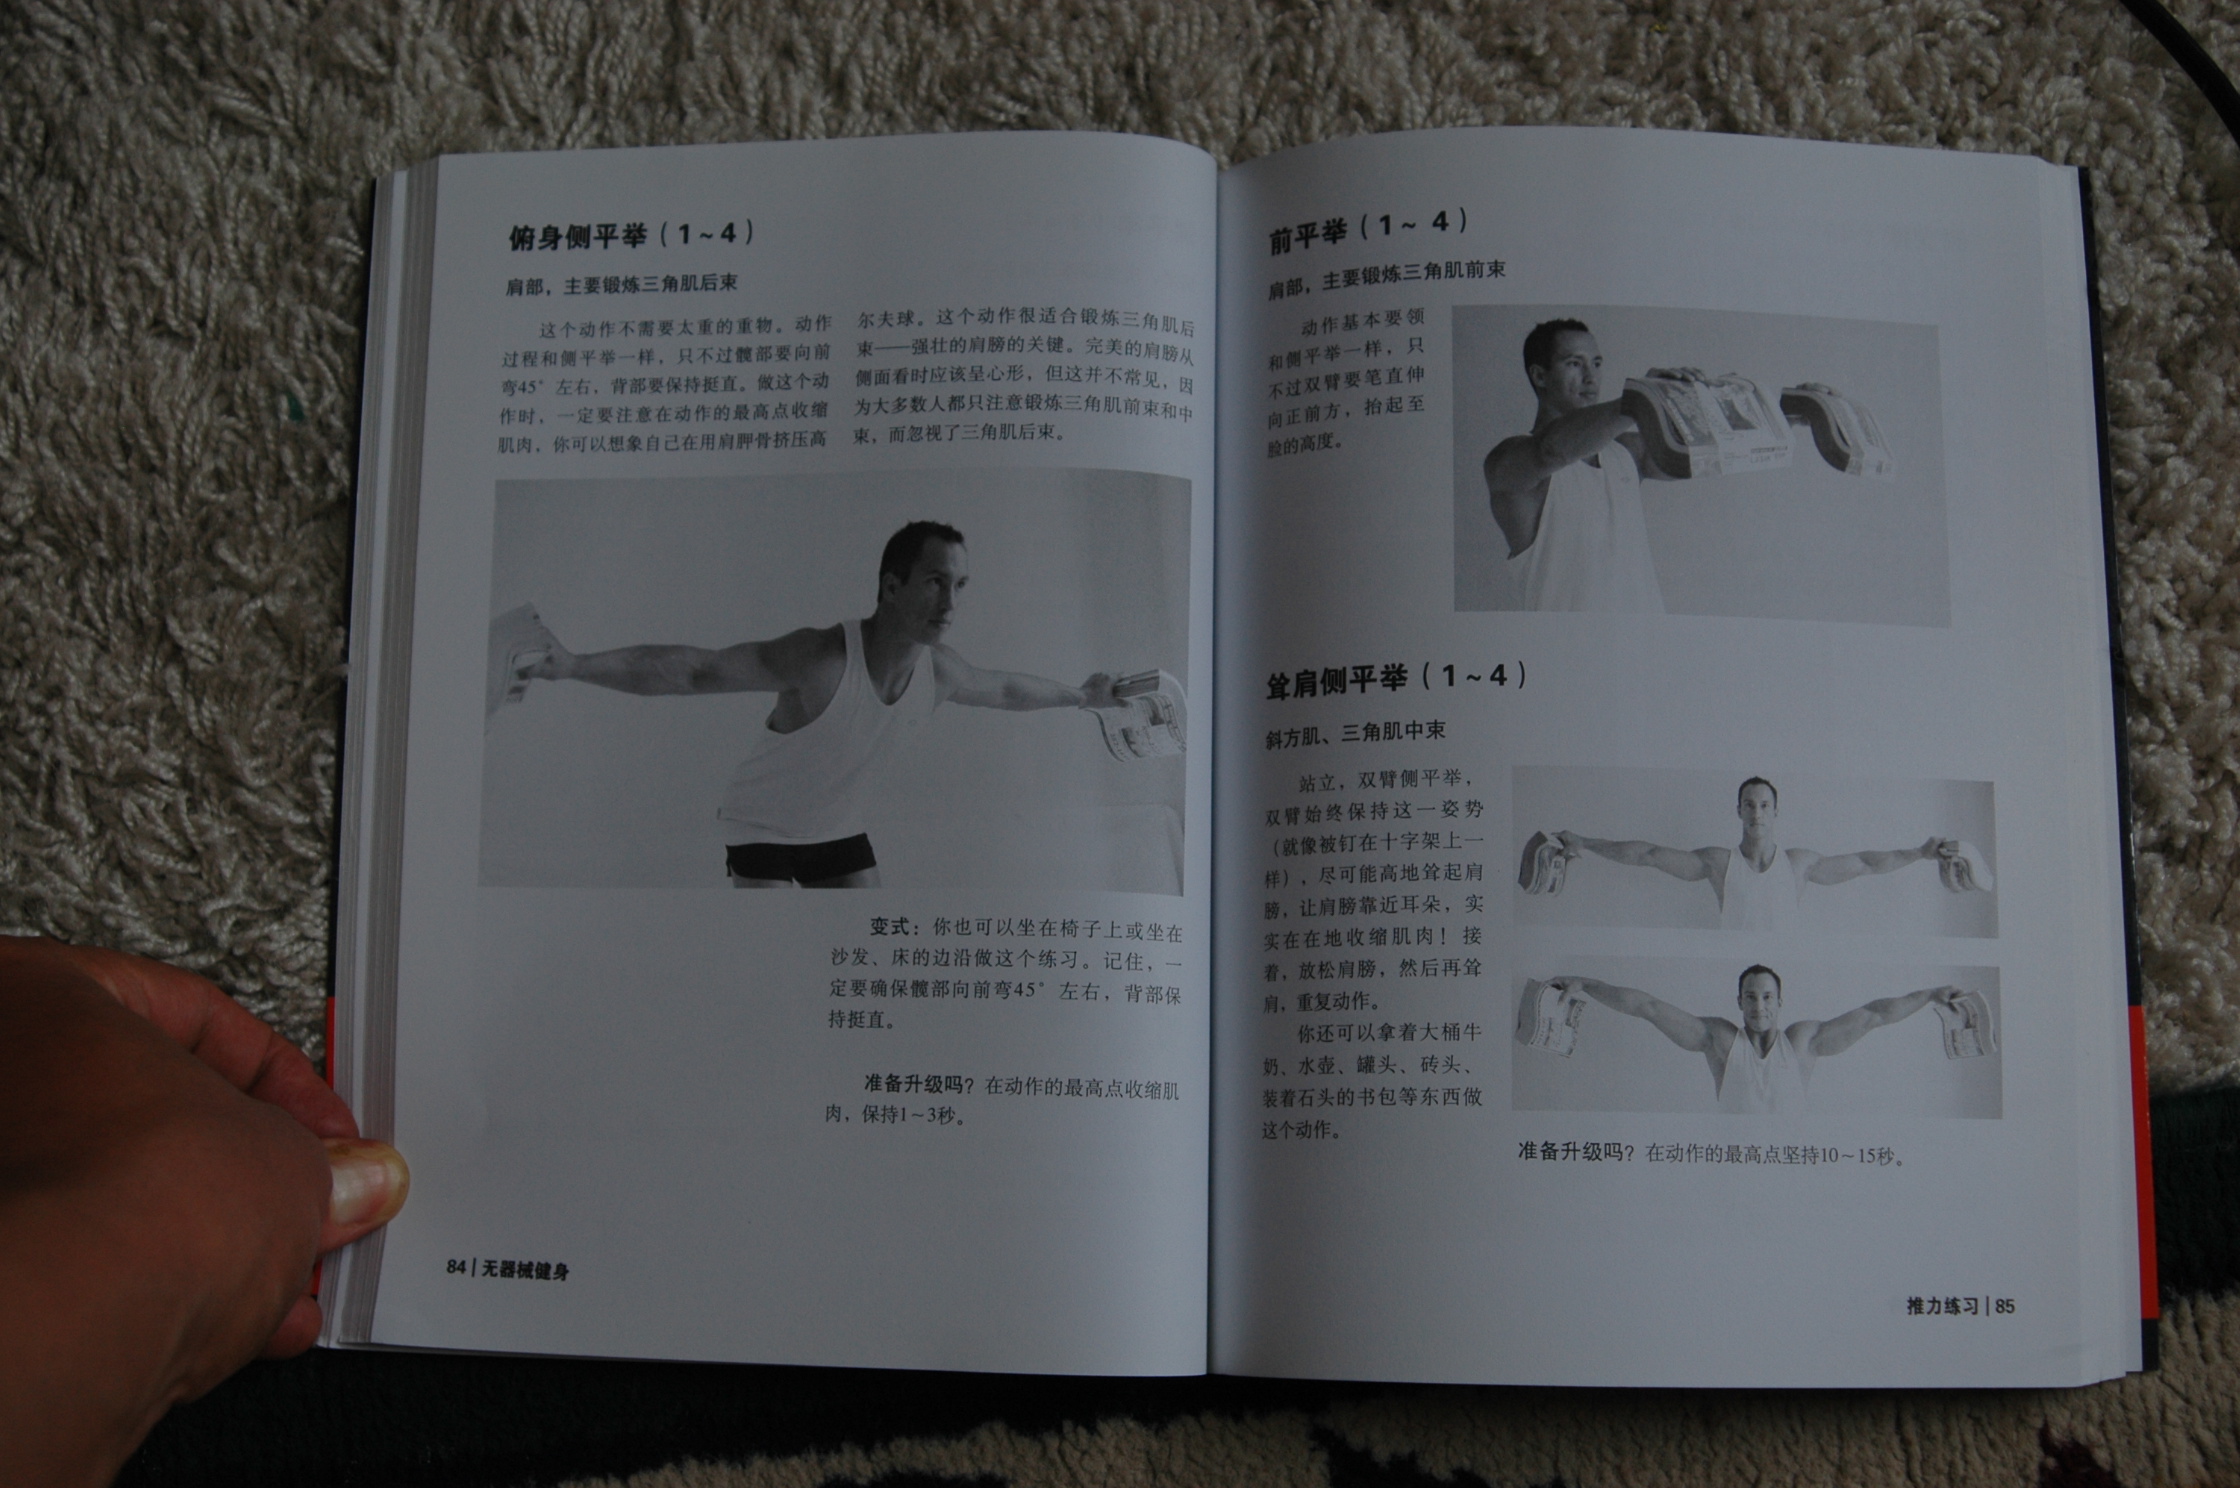 俯身侧平举（1～4）
肩部，主要锻炼三角肌后束
这个动作不需要太重的重物。动作
过程和侧平举一样，只不过髋部要向前
弯45°左右，背部要保持挺直。做这个动
作时，一定要注意在动作的最高点收缩
肌肉，你可以想象自己在用肩胛骨挤压高
尔夫球。这个动作很适合锻炼三角肌后
束——强壮的肩膀的关键。完美的肩膀从
侧面看时应该呈心形，但这并不常见，因
为大多数人都只注意锻炼三角肌前束和中
束，而忽视了三角肌后束。
变式：你也可以坐在椅子上或坐在
沙发、床的边沿做这个练习。记住，一
定要确保髋部向前弯45°左右，背部保
持挺直。
准备升级吗？在动作的最高点收缩肌
肉，保持1～3秒。
84|无器械健身
前平举（1～ 4）
肩部，主要锻炼三角肌前束
动作基本要领
和侧平举一样，只
不过双臂要笔直伸
向正前方，抬起至
脸的高度。
耸肩侧平举（1～4）
斜方肌、三角肌中束
站立，双臂侧平举，
双臂始终保持这一姿势
（就像被钉在十字架上一
样），尽可能高地耸起肩
膀，让肩膀靠近耳朵，实
实在在地收缩肌肉！接
着，放松肩膀，然后再耸
肩，重复动作。
你还可以拿着大桶牛
奶、水壶、罐头、砖头、
装着石头的书包等东西做
这个动作。
准备升级吗？在动作的最高点坚持10～15秒。
推力练习|85